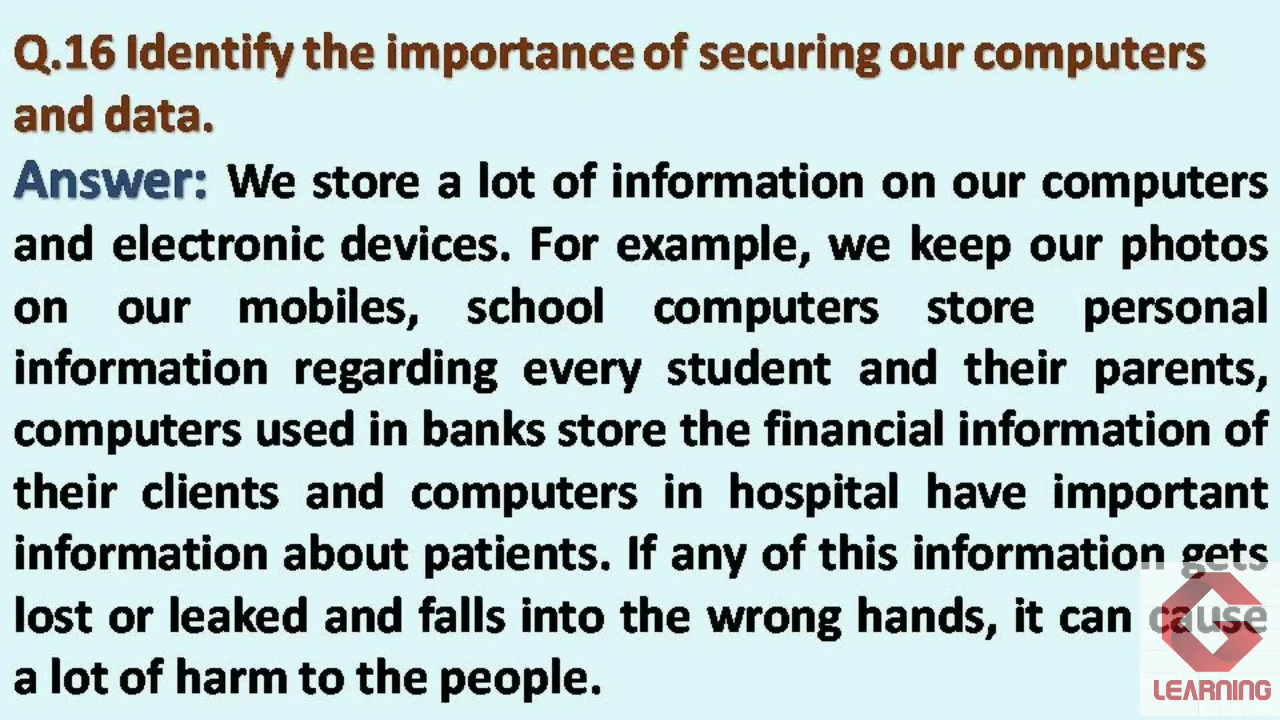 Q.16 Identify the importance of securing our computers
and data.
Answer: We store a lot of information on our computers
and electronic devices. For example, we keep our photos
on our mobiles, school computers store personal
information regarding every student and their parents,
computers used in banks store the financial information of
their clients and computers in hospital have important
information about patients. If any of this information gets
lost or leaked and falls into the wrong hands, it can cause
a lot of harm to the people.
LEARNING